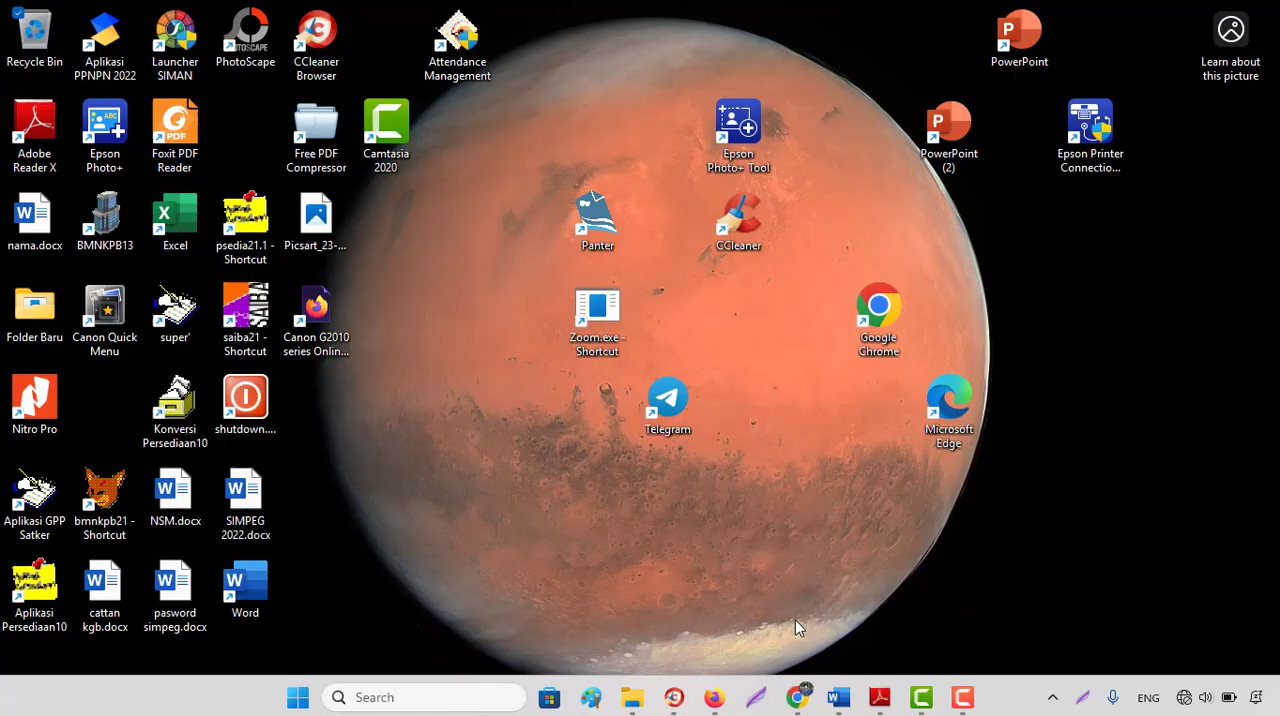 Recycle Bin
Aplikasi
PPNPN 2022
Launcher
SIMAN
PhotoScape
CCleaner
Browser
Attendance
Management
PowerPoint
Learn about
this picture
Adobe
Reader X
Epson
Photo+
Foxit PDF
Reader
Free PDF
Compressor
Camtasia
2020
Epson
Photo+ Tool
PowerPoint
(2)
Epson Printer
Connectio...
nama.docx
BMNKPB13
Excel
psedia21.1 -
Shortcut
Picsart_23-...
Panter
CCleaner
Folder Baru
Canon Quick
Menu
super'
saiba21 -
Shortcut
Canon G2010
series Onlin...
Zoom.exe -
Shortcut
Google
Chrome
Nitro Pro
Konversi
Persediaan10
shutdown....
Telegram
Microsoft
Edge
Aplikasi GPP
Satker
bmnkpb21 -
Shortcut
NSM.docx
SIMPEG
2022.docx
Aplikasi
Persediaan10
cattan
kgb.docx
pasword
simpeg.docx
Word
Search
ENG